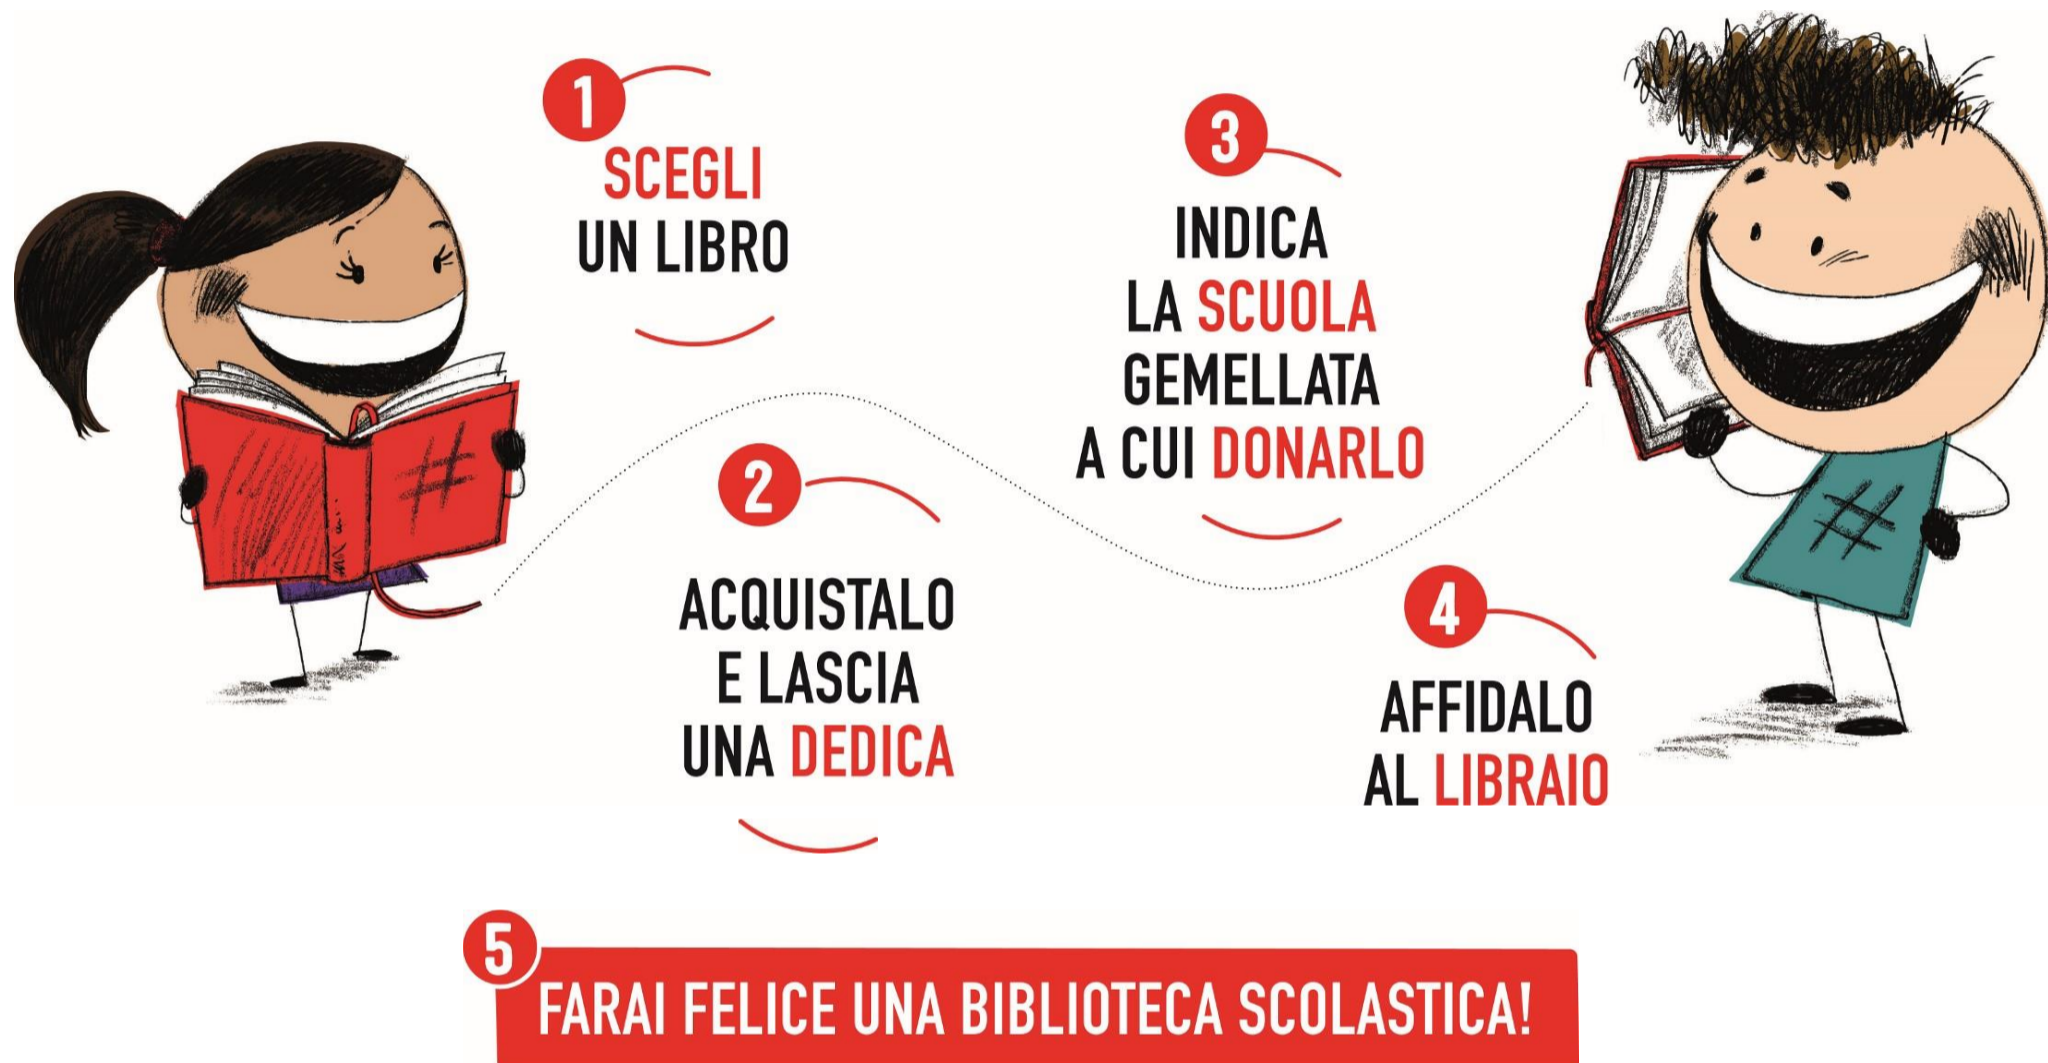 1
SCEGLI
UN LIBRO
2
ACQUISTALO
E LASCIA
UNA DEDICA
3
INDICA
LA SCUOLA
GEMELLATA
A CUI DONARLO
4
AFFIDALO
AL LIBRAIO
5
FARAI FELICE UNA BIBLIOTECA SCOLASTICA!
#
#